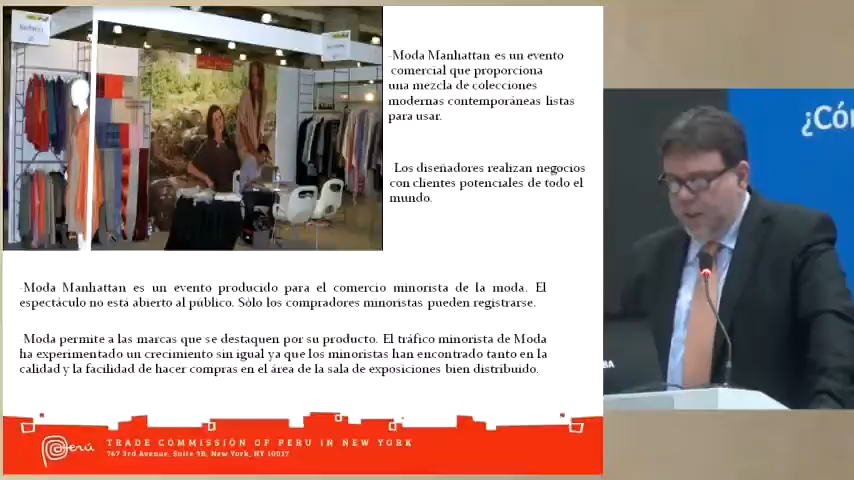 -Moda Manhattan es un evento
comercial que proporciona
una mezcla de colecciones
modernas contemporáneas listas
para usar.
Los diseñadores realizan negocios
con clientes potenciales de todo el
mundo.
-Moda Manhattan es un evento producido para el comercio minorista de la moda. El
espectáculo no está abierto al público. Sólo los compradores minoristas pueden registrarse.
Moda permite a las marcas que se destaquen por su producto. El tráfico minorista de Moda
ha experimentado un crecimiento sin igual ya que los minoristas han encontrado tanto en la
calidad y la facilidad de hacer compras en el área de la sala de exposiciones bien distribuido.
Perú
TRADE COMMISSION OF PERU IN NEW YORK
767 3rd Avenue, Suite 5B, New York, NY 10017
¿Cóm
BA